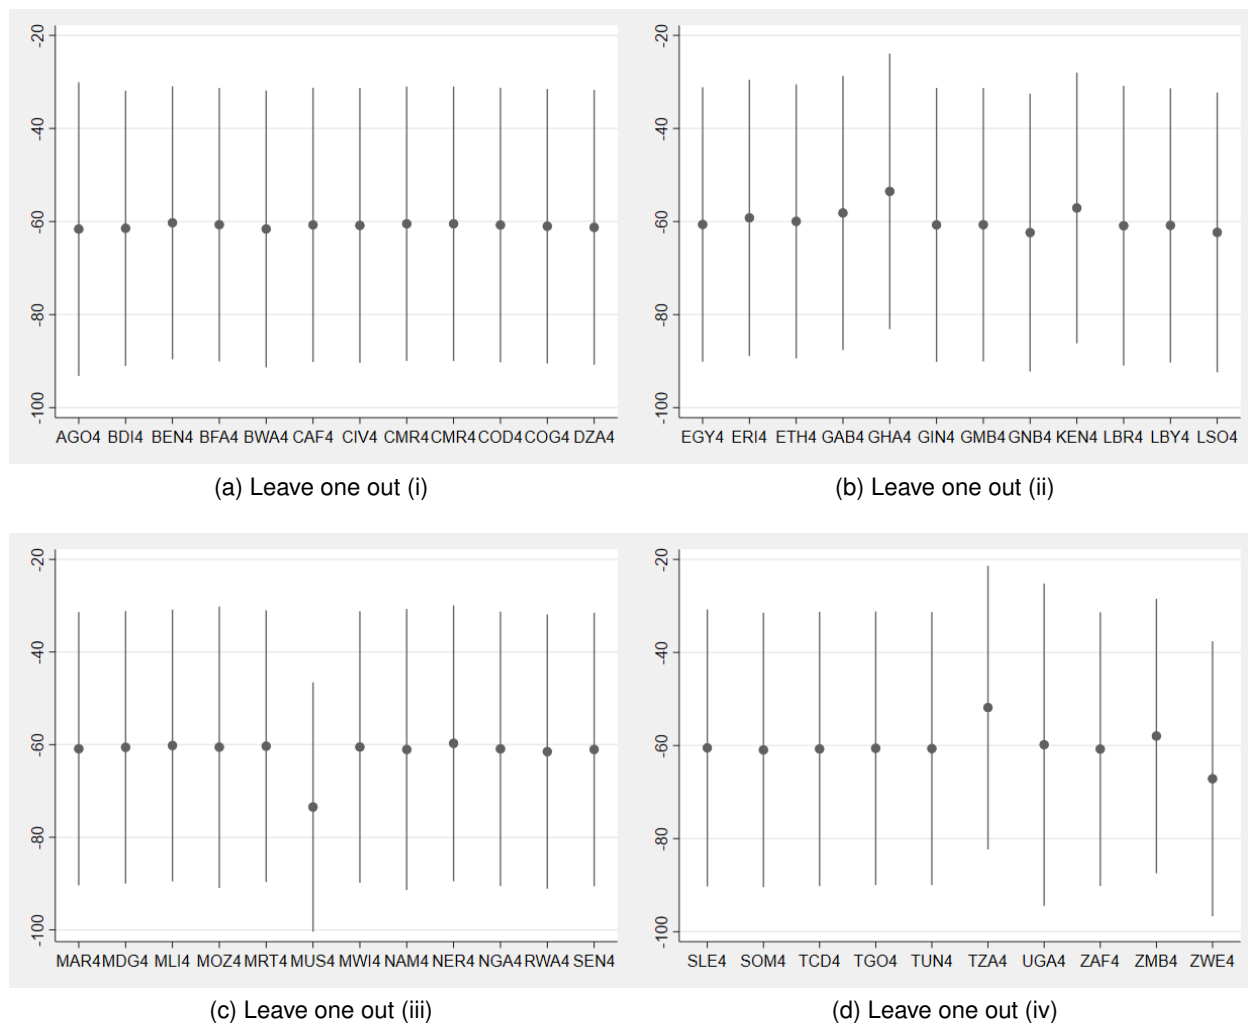 -20
-40
-60
-80
-100
AGO4 BDI4 BEN4 BFA4 BWA4 CAF4 CIV4 CMR4 CMR4 COD4 COG4 DZA4
(a) Leave one out (i)
-20
-40
-60
-80
-100
EGY4 ERI4 ETH4 GAB4 GHA4 GIN4 GMB4 GNB4 KEN4 LBR4 LBY4 LSO4
(b) Leave one out (ii)
-20
-40
-60
-80
-100
MAR4 MDG4 MLI4 MOZ4 MRT4 MUS4 MWI4 NAM4 NER4 NGA4 RWA4 SEN4
(c) Leave one out (iii)
-20
-40
-60
-80
-100
SLE4 SOM4 TCD4 TGO4 TUN4 TZA4 UGA4 ZAF4 ZMB4 ZWE4
(d) Leave one out (iv)